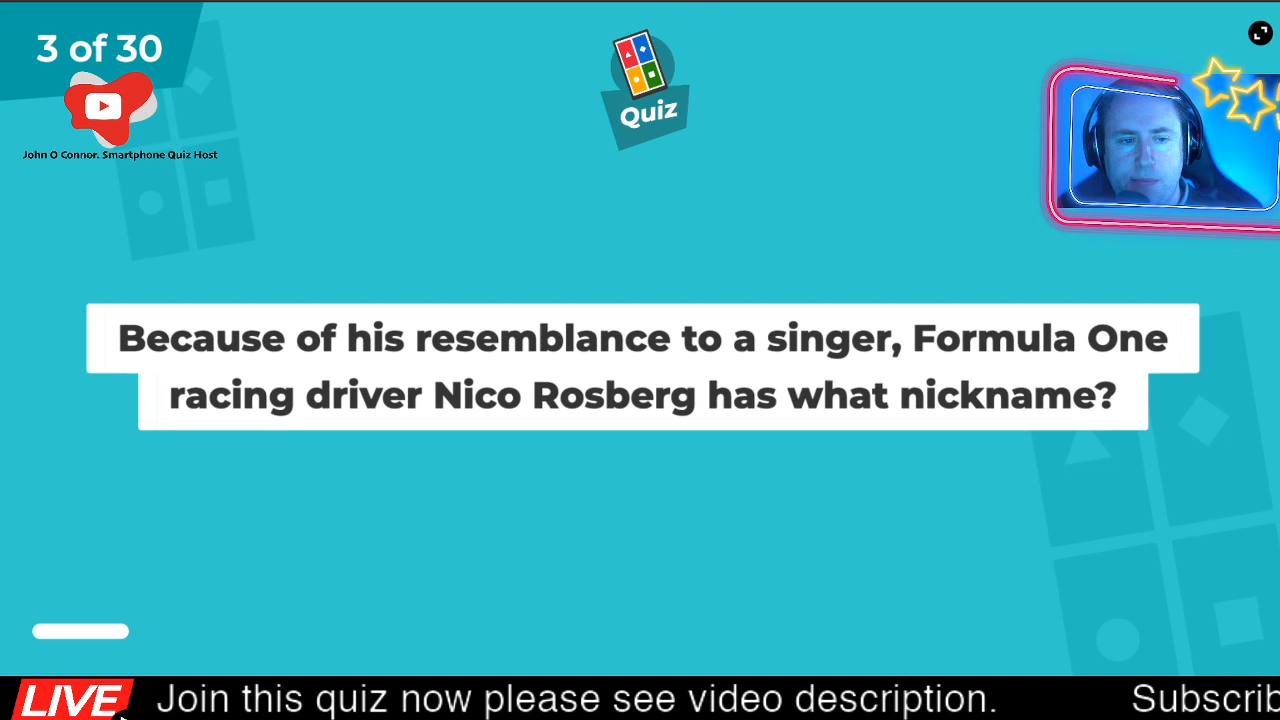 3 of 30
John O Connor. Smartphone Quiz Host
Quiz
Because of his resemblance to a singer, Formula One
racing driver Nico Rosberg has what nickname?
LIVE
Join this quiz now please see video description.
Subscrib